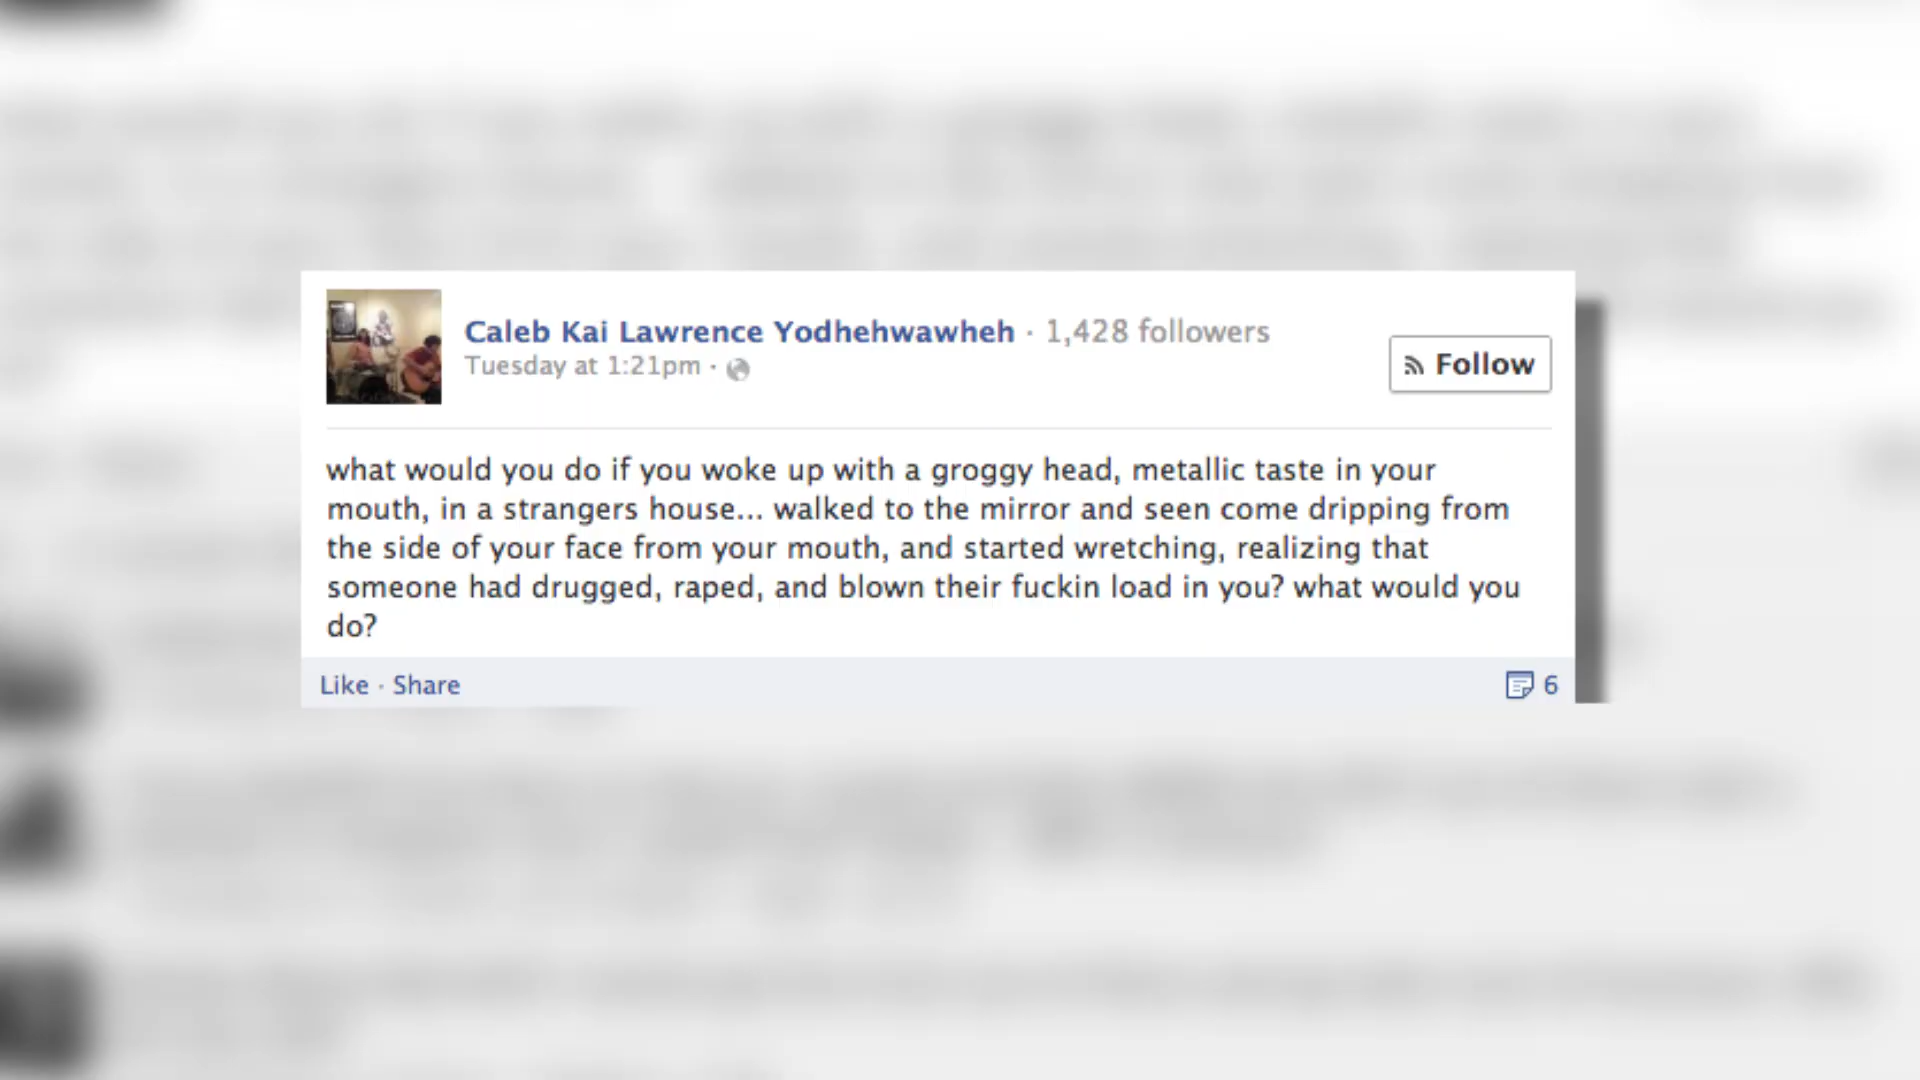 Caleb Kai Lawrence Yodhehwawheh · 1,428 followers
Tuesday at 1:21pm ·
Follow
what would you do if you woke up with a groggy head, metallic taste in your
mouth, in a strangers house... walked to the mirror and seen come dripping from
the side of your face from your mouth, and started wretching, realizing that
someone had drugged, raped, and blown their fuckin load in you? what would you
do?
Like · Share
6